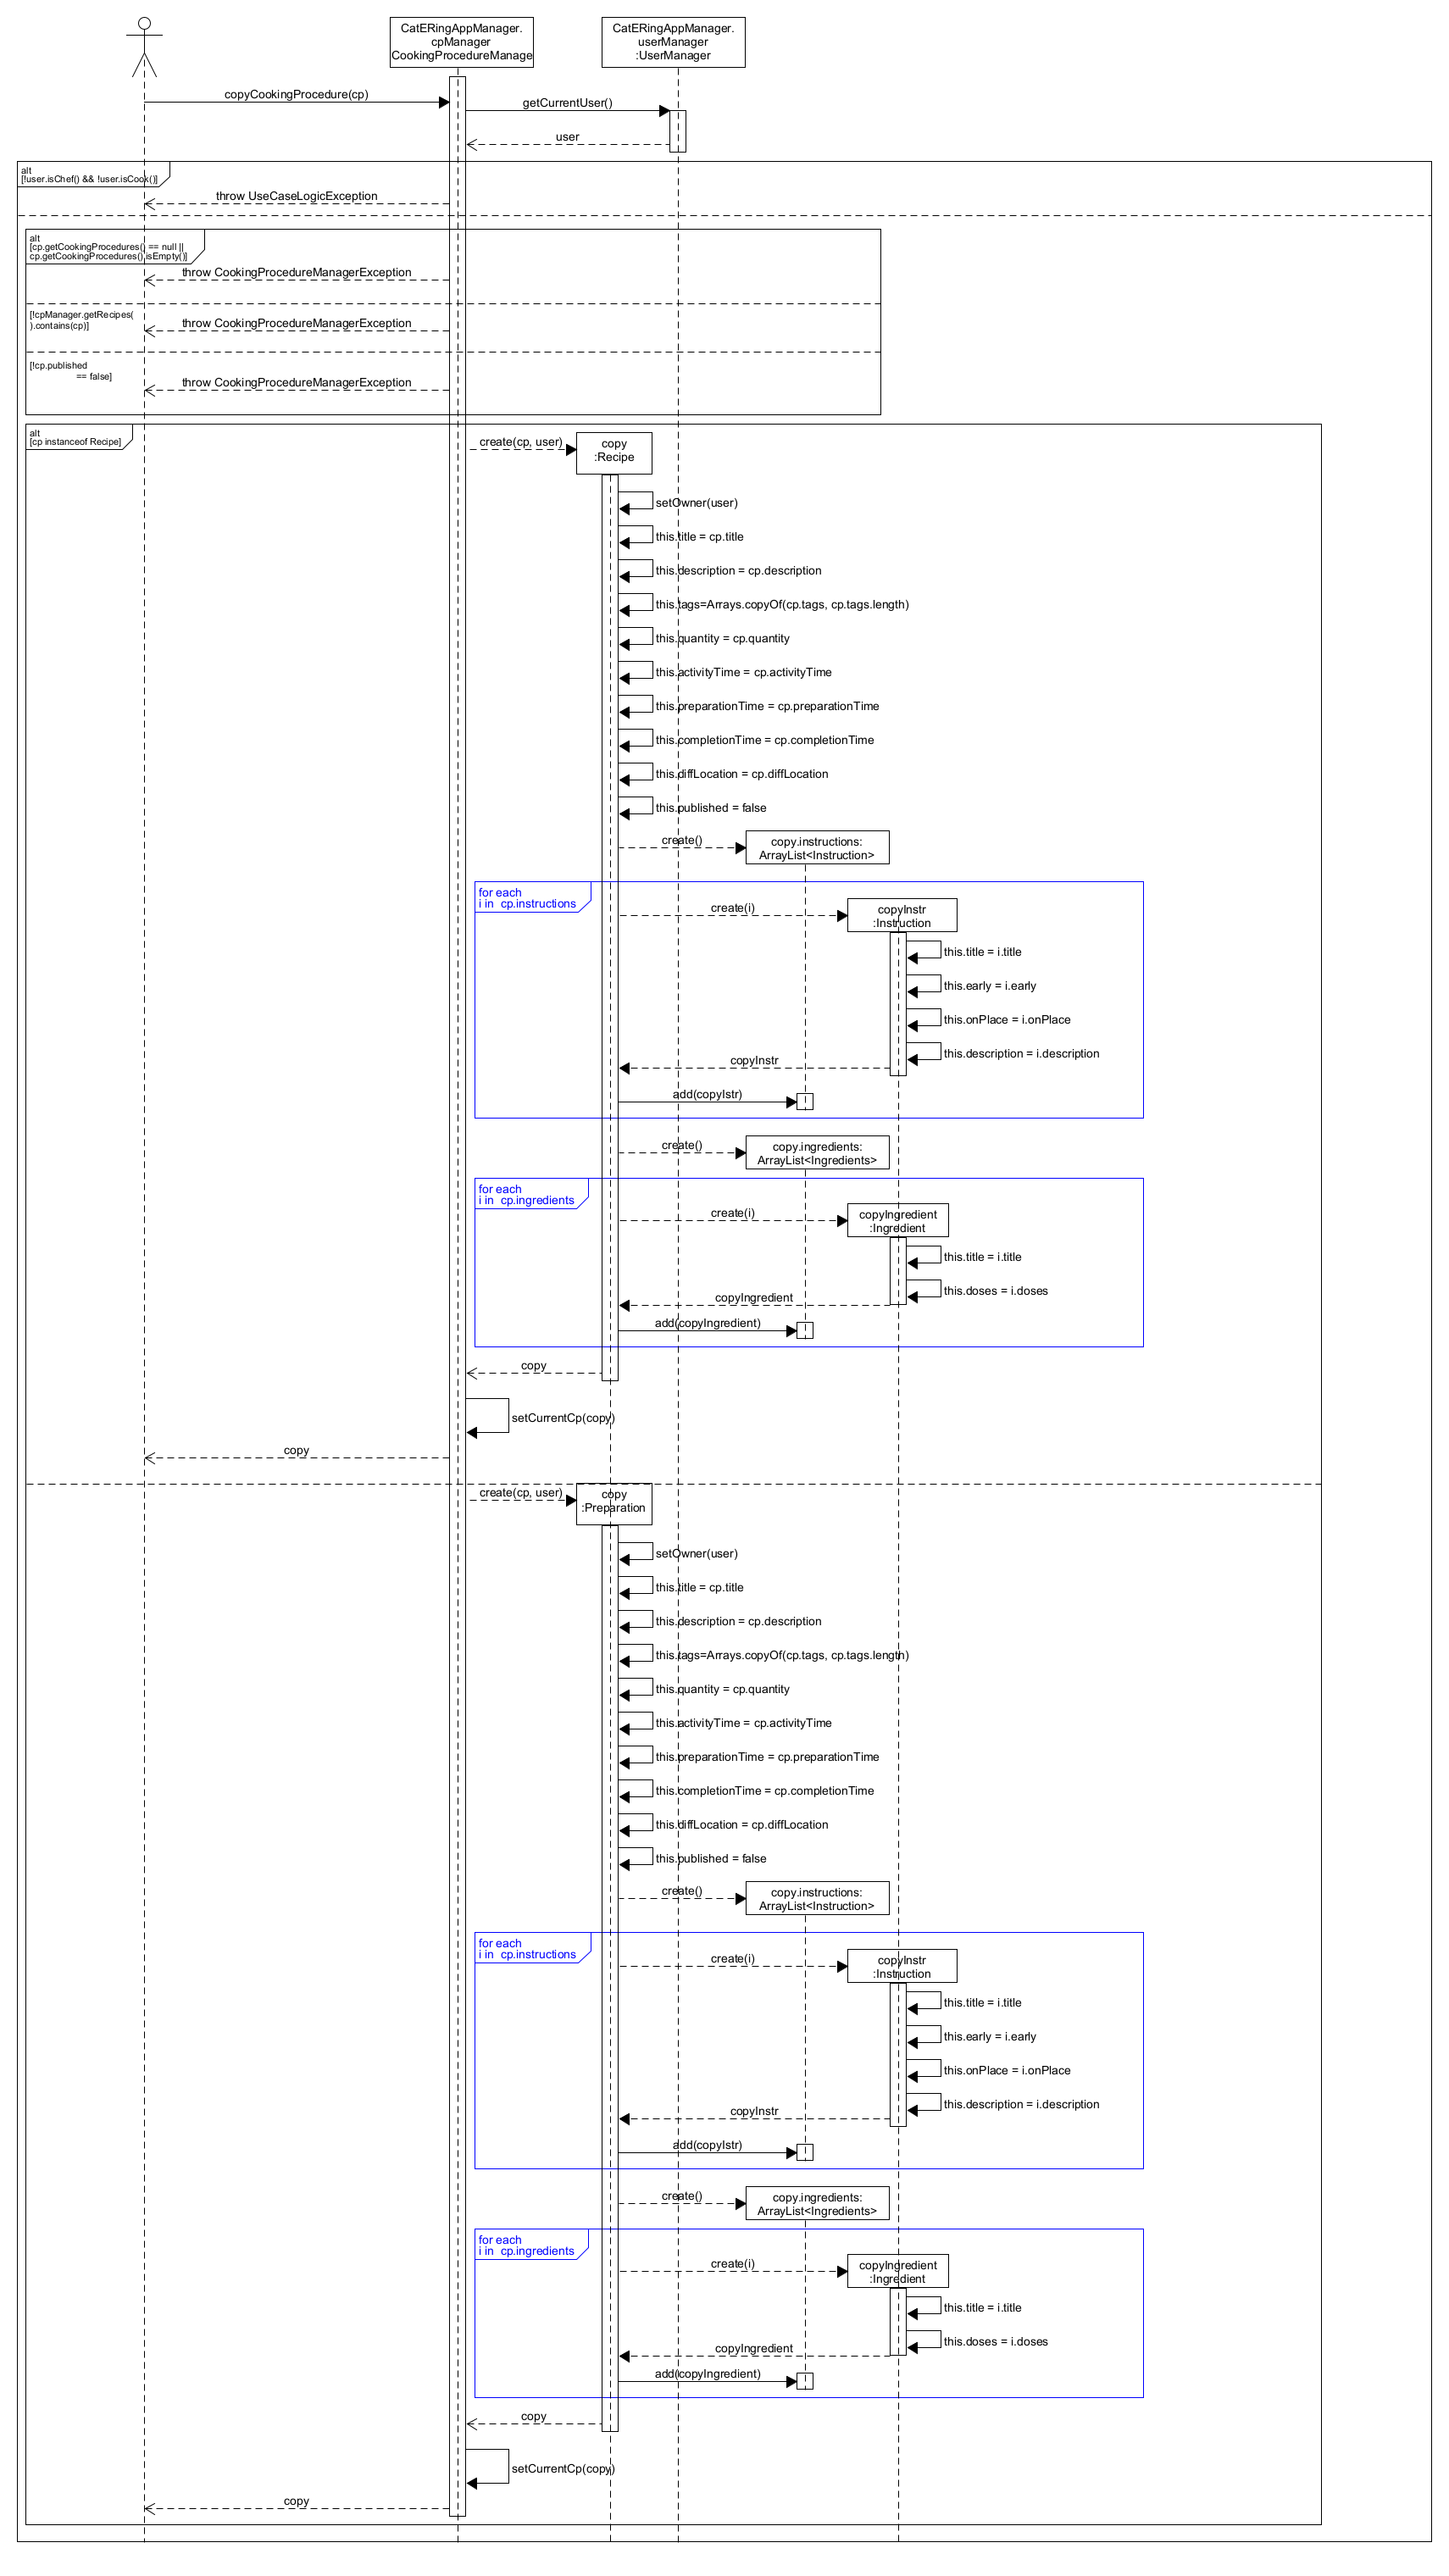 CatERingAppManager.
cpManager
CookingProcedureManage
CatERingAppManager.
userManager
:UserManager
copyCookingProcedure(cp)
getCurrentUser()
user
alt
[!user.isChef() && !user.isCook()]
throw UseCaseLogicException
alt
[cp.getCookingProcedures() == null ||
cp.getCookingProcedures().isEmpty()]
throw CookingProcedureManagerException
[!cpManager.getRecipes(
).contains(cp)]
throw CookingProcedureManagerException
[!cp.published
== false]
throw CookingProcedureManagerException
alt
[cp instanceof Recipe]
create(cp, user)
copy
:Recipe
setOwner(user)
this.title = cp.title
this.description = cp.description
this.tags=Arrays.copyOf(cp.tags, cp.tags.length)
this.quantity = cp.quantity
this.activityTime = cp.activityTime
this.preparationTime = cp.preparationTime
this.completionTime = cp.completionTime
this.diffLocation = cp.diffLocation
this.published = false
create()
copy.instructions:
ArrayList<Instruction>
for each
i in  cp.instructions
create(i)
copyInstr
:Instruction
this.title = i.title
this.early = i.early
this.onPlace = i.onPlace
this.description = i.description
copyInstr
add(copyIstr)
create()
copy.ingredients:
ArrayList<Ingredients>
for each
i in  cp.ingredients
create(i)
copyIngredient
:Ingredient
this.title = i.title
this.doses = i.doses
copyIngredient
add(copyIngredient)
copy
setCurrentCp(copy)
copy
create(cp, user)
copy
:Preparation
setOwner(user)
this.title = cp.title
this.description = cp.description
this.tags=Arrays.copyOf(cp.tags, cp.tags.length)
this.quantity = cp.quantity
this.activityTime = cp.activityTime
this.preparationTime = cp.preparationTime
this.completionTime = cp.completionTime
this.diffLocation = cp.diffLocation
this.published = false
create()
copy.instructions:
ArrayList<Instruction>
for each
i in  cp.instructions
create(i)
copyInstr
:Instruction
this.title = i.title
this.early = i.early
this.onPlace = i.onPlace
this.description = i.description
copyInstr
add(copyIstr)
create()
copy.ingredients:
ArrayList<Ingredients>
for each
i in  cp.ingredients
create(i)
copyIngredient
:Ingredient
this.title = i.title
this.doses = i.doses
copyIngredient
add(copyIngredient)
copy
setCurrentCp(copy)
copy